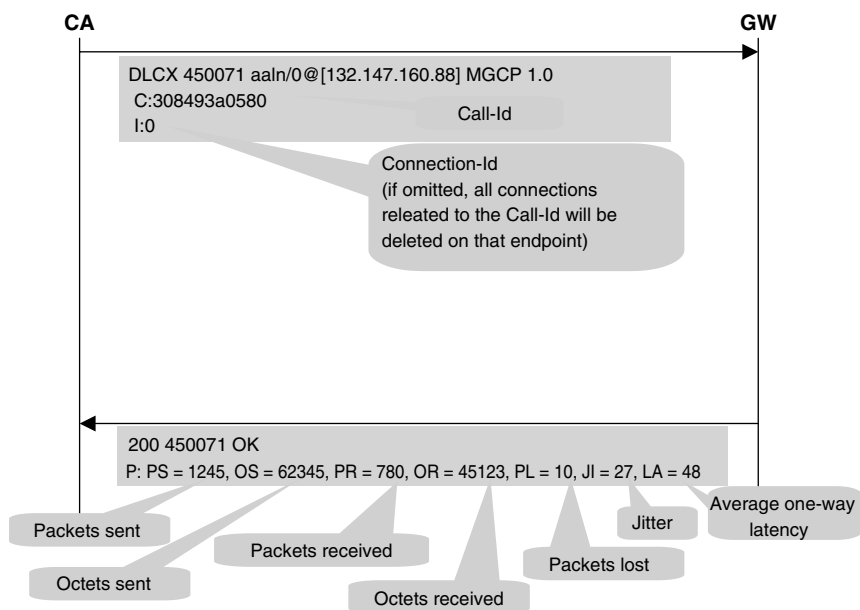 CA
GW
DLCX 450071 aaln/0@[132.147.160.88] MGCP 1.0
C:308493a0580
Call-Id
I:0
Connection-Id
(if omitted, all connections
releated to the Call-Id will be
deleted on that endpoint)
200 450071 OK
P: PS = 1245, OS = 62345, PR = 780, OR = 45123, PL = 10, JI = 27, LA = 48
Packets sent
Octets sent
Packets received
Octets received
Packets lost
Jitter
Average one-way
latency